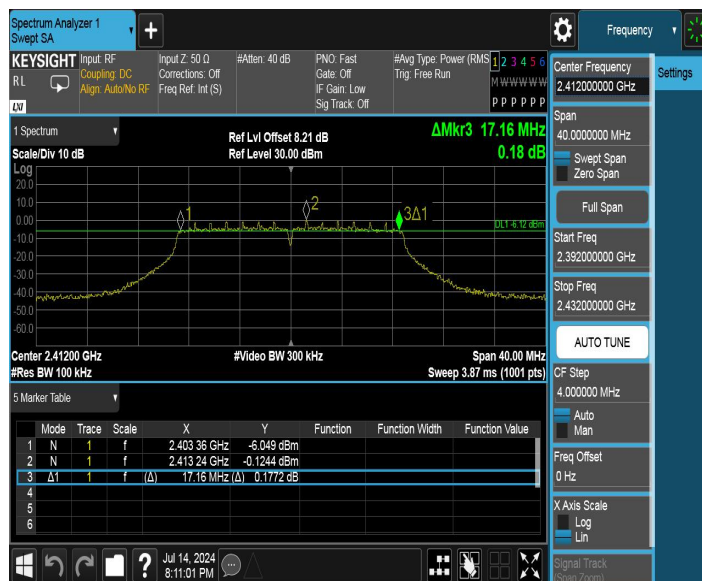 Spectrum Analyzer 1
Swept SA
Frequency
KEYSIGHT
RL
LXI
Input: RF
Coupling: DC
Align: Auto/No RF
Input Z: 50 Ω
Corrections: Off
Freq Ref: Int (S)
#Atten: 40 dB
PNO: Fast
Gate: Off
IF Gain: Low
Sig Track: Off
#Avg Type: Power (RMS
Trig: Free Run
1 2 3 4 5 6
M W W W W W
P P P P P P
1 Spectrum
Scale/Div 10 dB
Ref Lvl Offset 8.21 dB
Ref Level 30.00 dBm
ΔMkr3 17.16 MHz
0.18 dB
Log
20.0
10.0
0.00
-10.0
-20.0
-30.0
-40.0
-50.0
-60.0
1
2
3Δ1
DL1 -6.12 dBm
Center 2.41200 GHz
#Video BW 300 kHz
Span 40.00 MHz
#Res BW 100 kHz
Sweep 3.87 ms (1001 pts)
5 Marker Table
Mode Trace Scale X Y Function Function Width Function Value
1 N 1 f 2.403 36 GHz -6.049 dBm
2 N 1 f 2.413 24 GHz -0.1244 dBm
3 Δ1 1 f (Δ) 17.16 MHz (Δ) 0.1772 dB
4
5
6
?
Jul 14, 2024
8:11:01 PM
Center Frequency
2.412000000 GHz
Span
40.0000000 MHz
Swept Span
Zero Span
Full Span
Start Freq
2.392000000 GHz
Stop Freq
2.432000000 GHz
AUTO TUNE
CF Step
4.000000 MHz
Auto
Man
Freq Offset
0 Hz
X Axis Scale
Log
Lin
Signal Track
(Span Zoom)
Settings